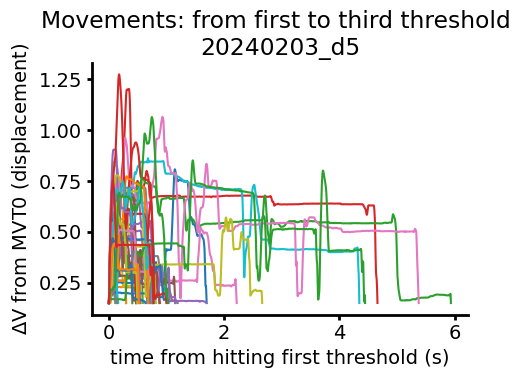 Movements: from first to third threshold
20240203_d5
ΔV from MVT0 (displacement)
1.25
1.00
0.75
0.50
0.25
0
2
4
6
time from hitting first threshold (s)